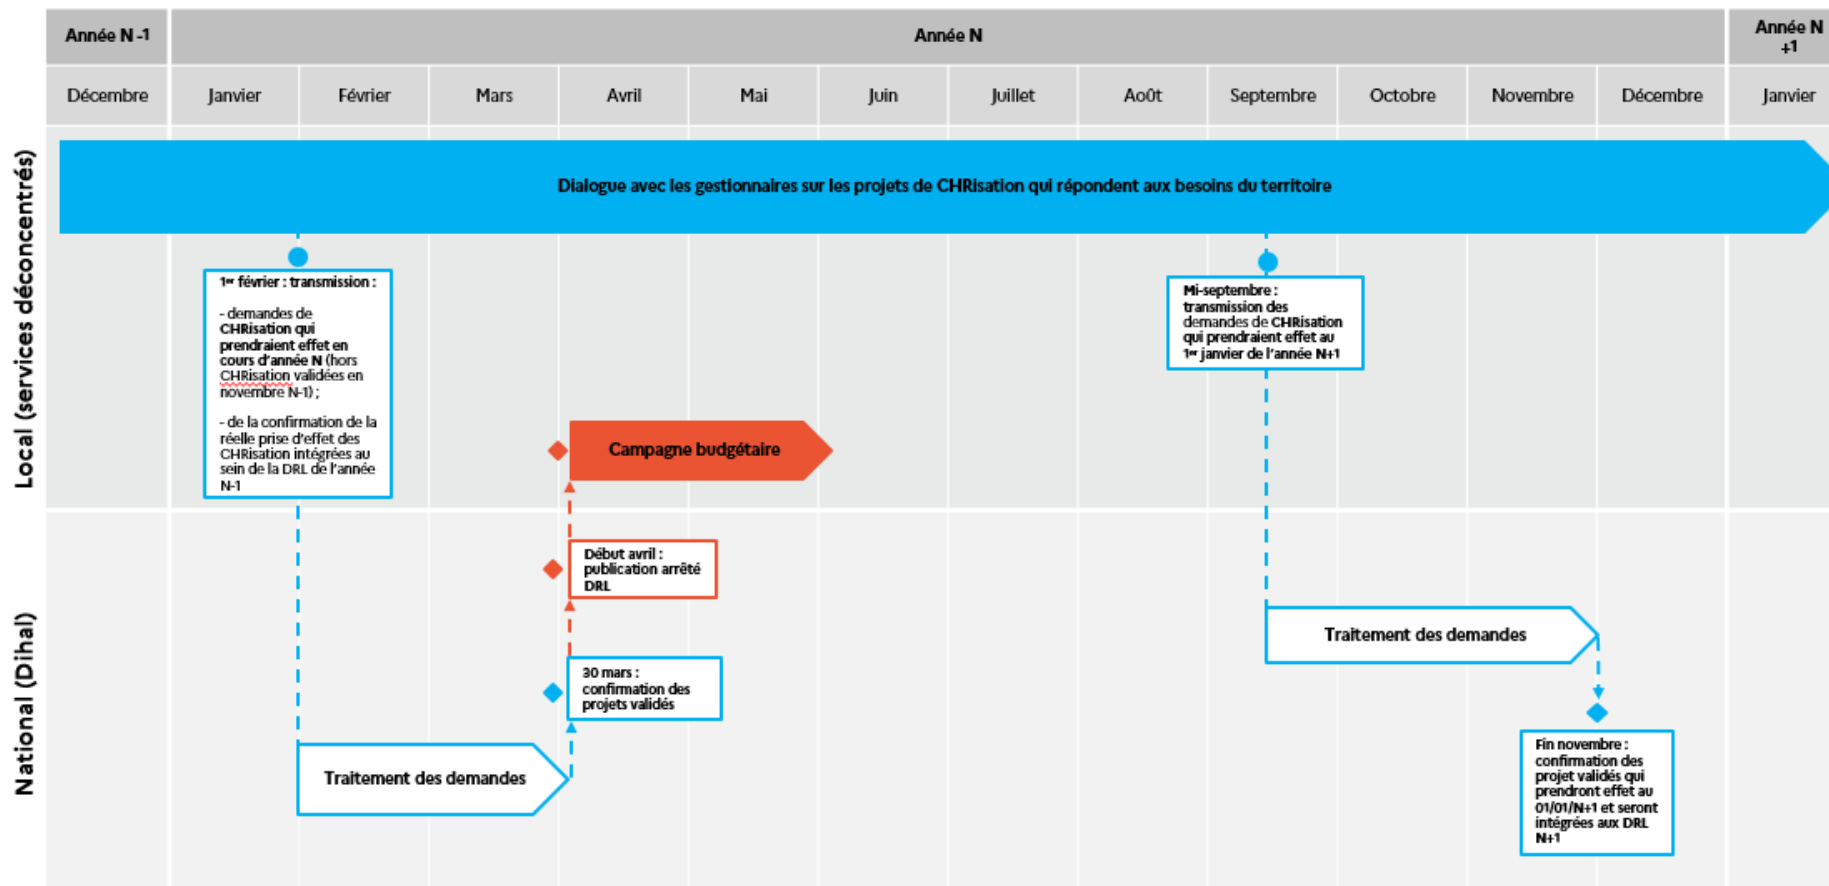 Année N -1
Année N
Année N
+1
Décembre
Janvier
Février
Mars
Avril
Mai
Juin
Juillet
Août
Septembre
Octobre
Novembre
Décembre
Janvier
Local (services déconcentrés)
Dialogue avec les gestionnaires sur les projets de CHRisation qui répondent aux besoins du territoire
1er février : transmission :
- demandes de
CHRisation qui
prendraient effet en
cours d'année N (hors
CHRisation validées en
novembre N-1) ;
- de la confirmation de la
réelle prise d'effet des
CHRisation intégrées au
sein de la DRL de l'année
N-1
Mi-septembre :
transmission des
demandes de CHRisation
qui prendraient effet au
1er janvier de l'année N+1
Campagne budgétaire
National (Dihal)
Début avril :
publication arrêté
DRL
30 mars :
confirmation des
projets validés
Traitement des demandes
Traitement des demandes
Fin novembre :
confirmation des
projet validés qui
prendront effet au
01/01/N+1 et seront
intégrées aux DRL
N+1